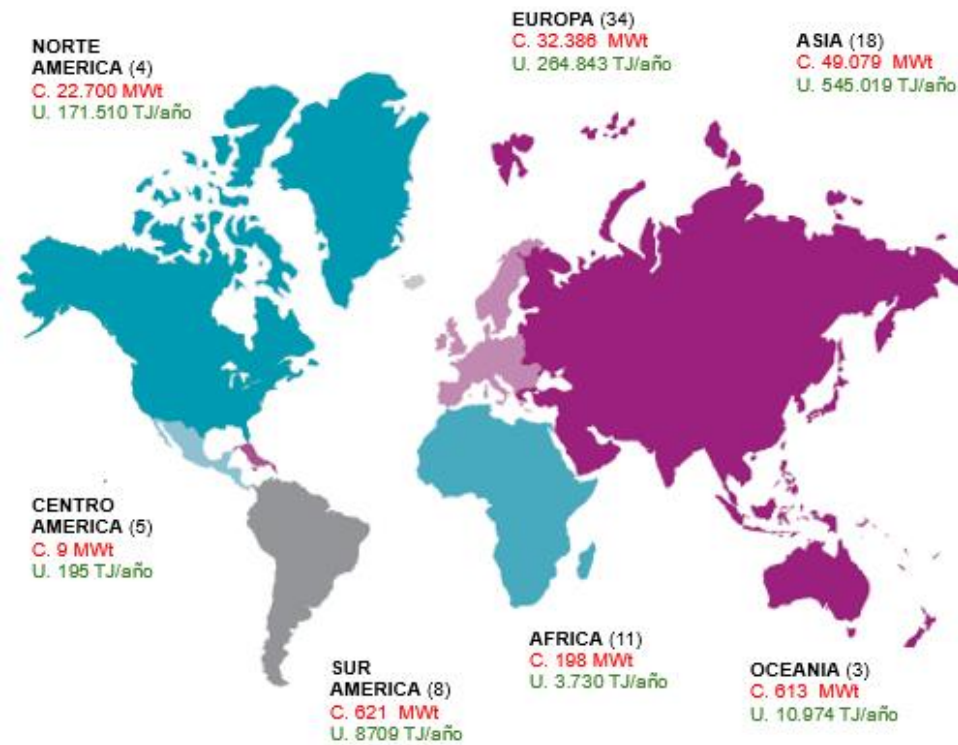 NORTE
AMERICA (4)
C. 22.700 MWt
U. 171.510 TJ/año
EUROPA (34)
C. 32.386 MWt
U. 264.843 TJ/año
ASIA (18)
C. 49.079 MWt
U. 545.019 TJ/año
CENTRO
AMERICA (5)
C. 9 MWt
U. 195 TJ/año
SUR
AMERICA (8)
C. 621 MWt
U. 8709 TJ/año
AFRICA (11)
C. 198 MWt
U. 3.730 TJ/año
OCEANIA (3)
C. 613 MWt
U. 10.974 TJ/año